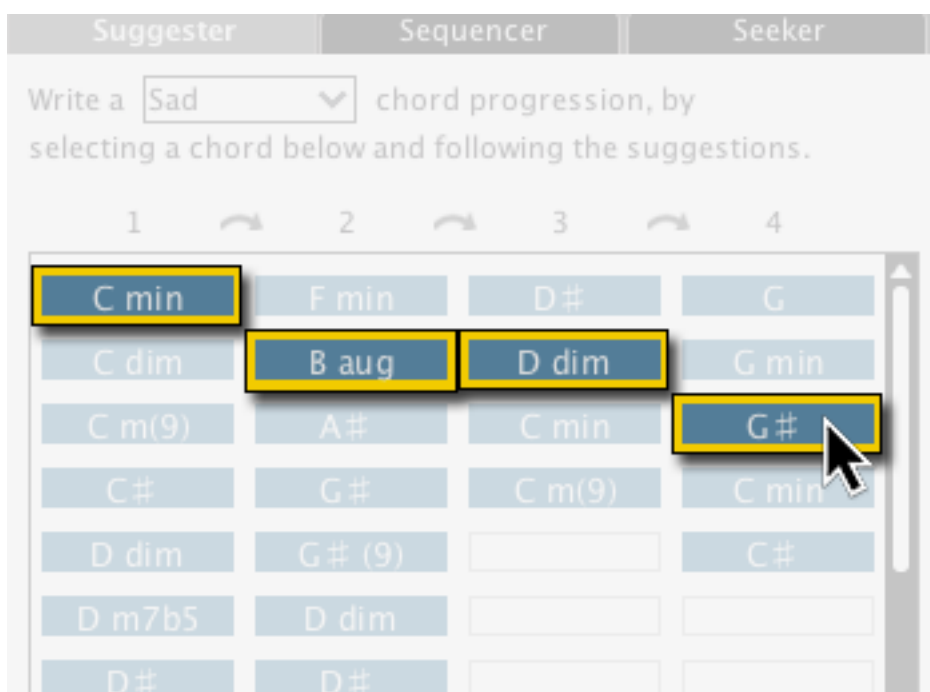 Suggester Sequencer Seeker
Write a Sad chord progression, by
selecting a chord below and following the suggestions.
1 2 3 4
C min F min D♯ G
C dim B aug D dim G min
C m(9) A♯ C min G♯
C♯ G♯ C m(9) C min
D dim G♯ (9) C♯
D m7b5 D dim
D♯ D♯